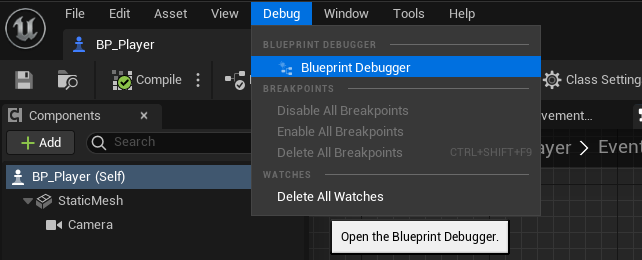 File Edit Asset View Debug Window Tools Help
BP_Player
BLUEPRINT DEBUGGER
Blueprint Debugger
Compile
Class Setting
BREAKPOINTS
Disable All Breakpoints
Enable All Breakpoints
Delete All Breakpoints CTRL+SHIFT+F9
WATCHES
Delete All Watches
Open the Blueprint Debugger.
Components
Add
Search
BP_Player (Self)
StaticMesh
Camera
vement...
ayer > Event